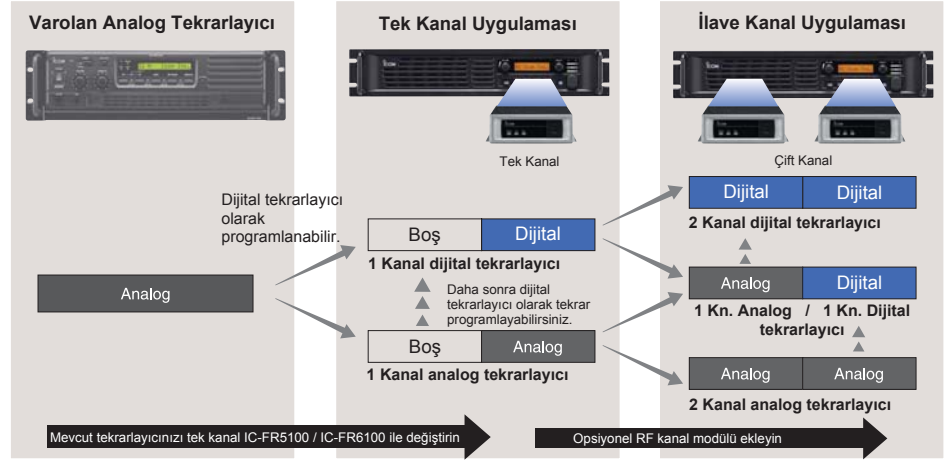 Varolan Analog Tekrarlayıcı
Tek Kanal Uygulaması
İlave Kanal Uygulaması
ICOM
ICOM
Tek Kanal
Çift Kanal
Dijital tekrarlayıcı
olarak
programlanabilir.
Analog
Boş Dijital
1 Kanal dijital tekrarlayıcı
Daha sonra dijital
tekrarlayıcı olarak tekrar
programlayabilirsiniz.
Boş Analog
1 Kanal analog tekrarlayıcı
Dijital Dijital
2 Kanal dijital tekrarlayıcı
Analog Dijital
1 Kn. Analog / 1 Kn. Dijital
tekrarlayıcı
Analog Analog
2 Kanal analog tekrarlayıcı
Mevcut tekrarlayıcınızı tek kanal IC-FR5100 / IC-FR6100 ile değiştirin
Opsiyonel RF kanal modülü ekleyin